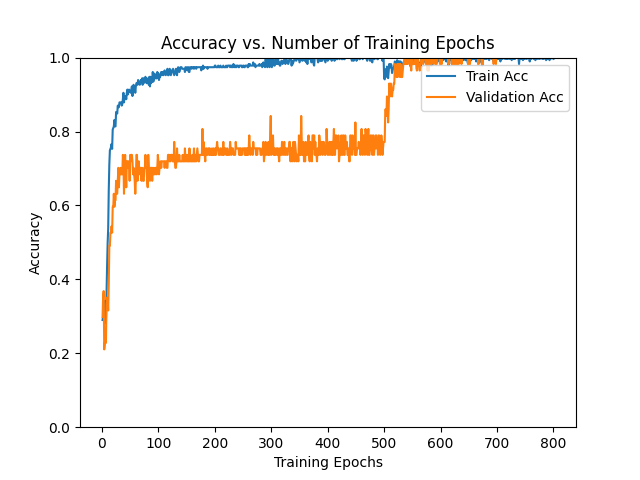 Accuracy vs. Number of Training Epochs
1.0
0.8
0.6
0.4
0.2
0.0
Accuracy
Train Acc
Validation Acc
0 100 200 300 400 500 600 700 800
Training Epochs